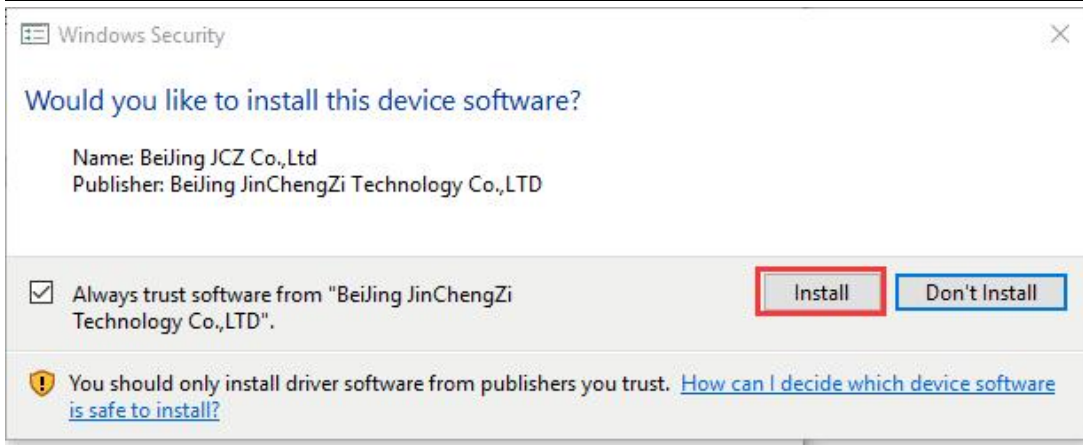 Windows Security
Would you like to install this device software?
Name: BeiJing JCZ Co.,Ltd
Publisher: BeiJing JinChengZi Technology Co.,LTD
Always trust software from "BeiJing JinChengZi
Technology Co.,LTD".
Install
Don't Install
You should only install driver software from publishers you trust. How can I decide which device software
is safe to install?